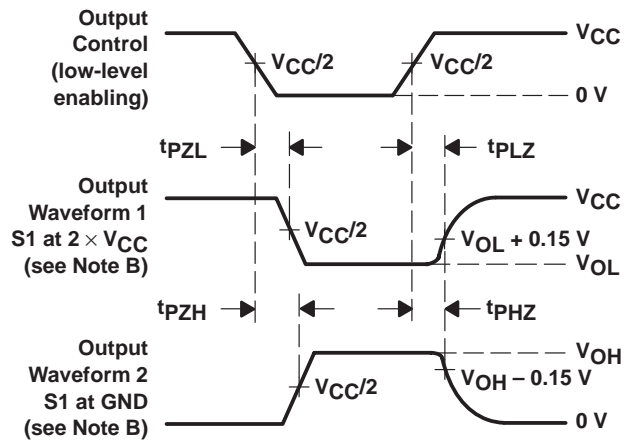 Output
Control
(low-level
enabling)
VCC
VCC/2
VCC/2
0 V
tPZL
tPLZ
Output
Waveform 1
S1 at 2 × VCC
(see Note B)
VCC
VCC/2
VOL + 0.15 V
VOL
tPZH
tPHZ
Output
Waveform 2
S1 at GND
(see Note B)
VOH
VCC/2
VOH – 0.15 V
0 V